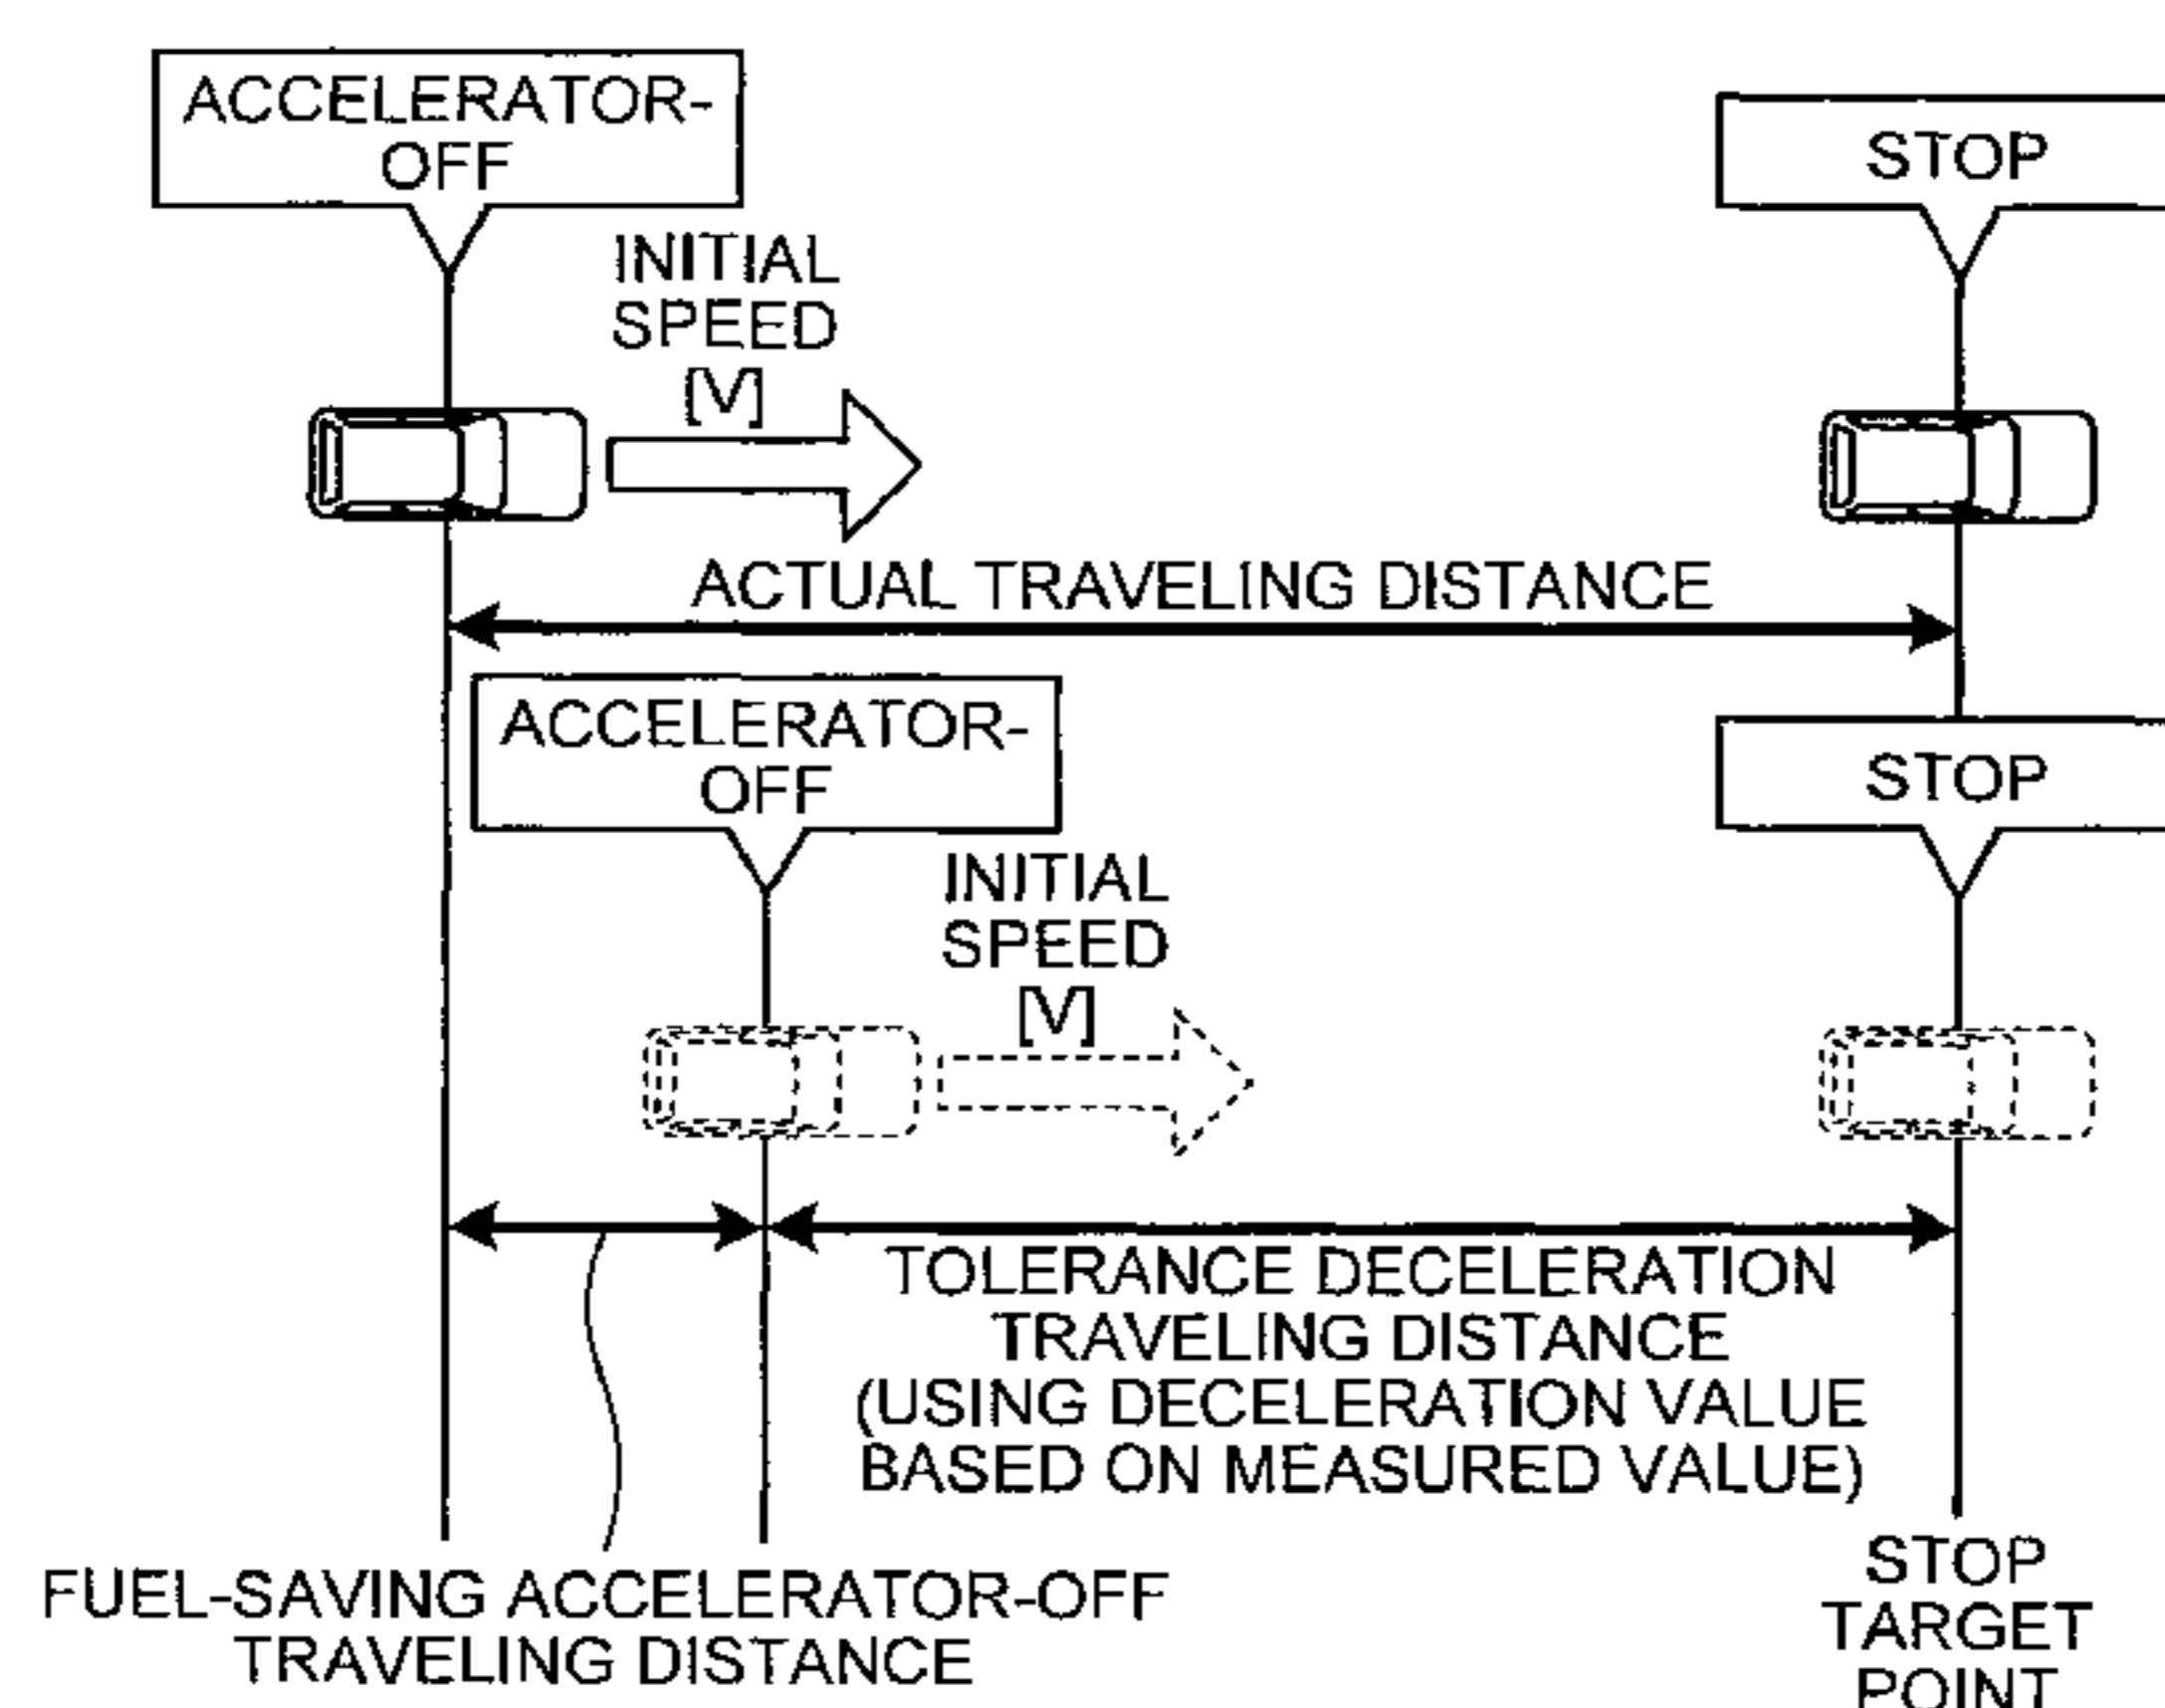 ACCELERATOR-
OFF
STOP
INITIAL
SPEED
[V]
ACTUAL TRAVELING DISTANCE
ACCELERATOR-
OFF
STOP
INITIAL
SPEED
[V]
TOLERANCE DECELERATION
TRAVELING DISTANCE
(USING DECELERATION VALUE
BASED ON MEASURED VALUE)
FUEL-SAVING ACCELERATOR-OFF
TRAVELING DISTANCE
STOP
TARGET
POINT